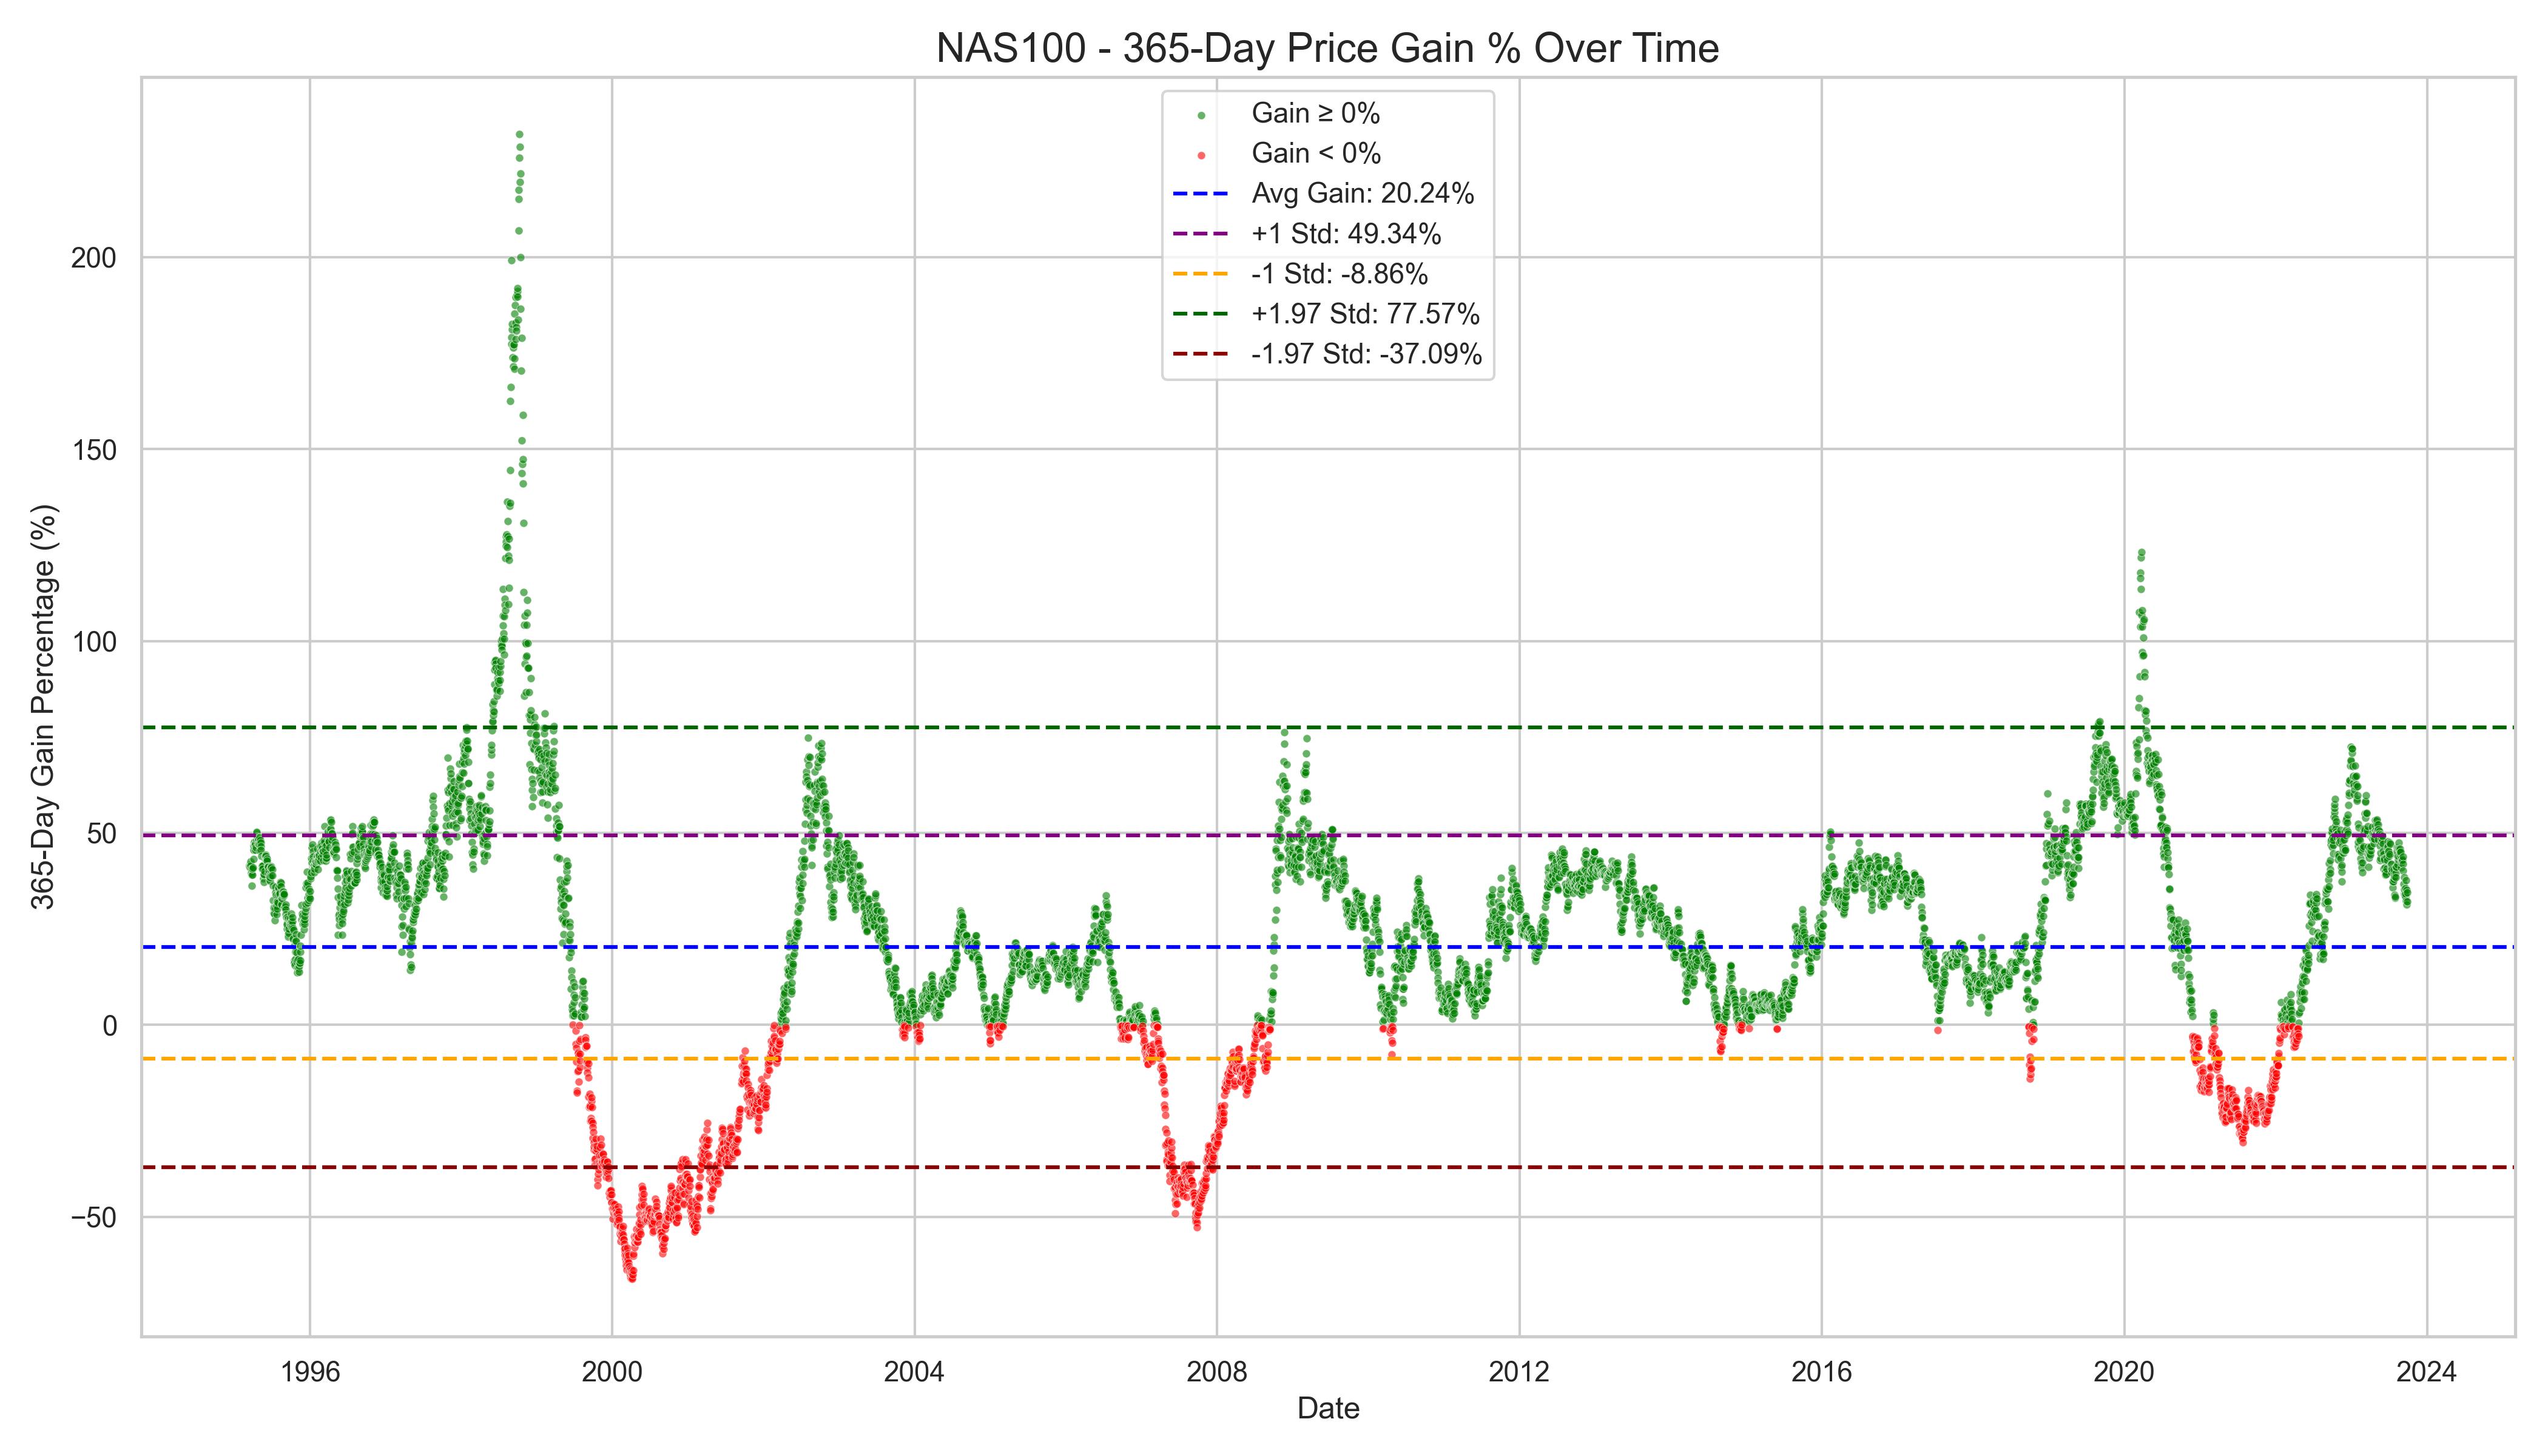 NAS100 - 365-Day Price Gain % Over Time
Gain ≥ 0%
Gain < 0%
Avg Gain: 20.24%
+1 Std: 49.34%
-1 Std: -8.86%
+1.97 Std: 77.57%
-1.97 Std: -37.09%
365-Day Gain Percentage (%)
200
150
100
50
0
−50
1996 2000 2004 2008 2012 2016 2020 2024
Date